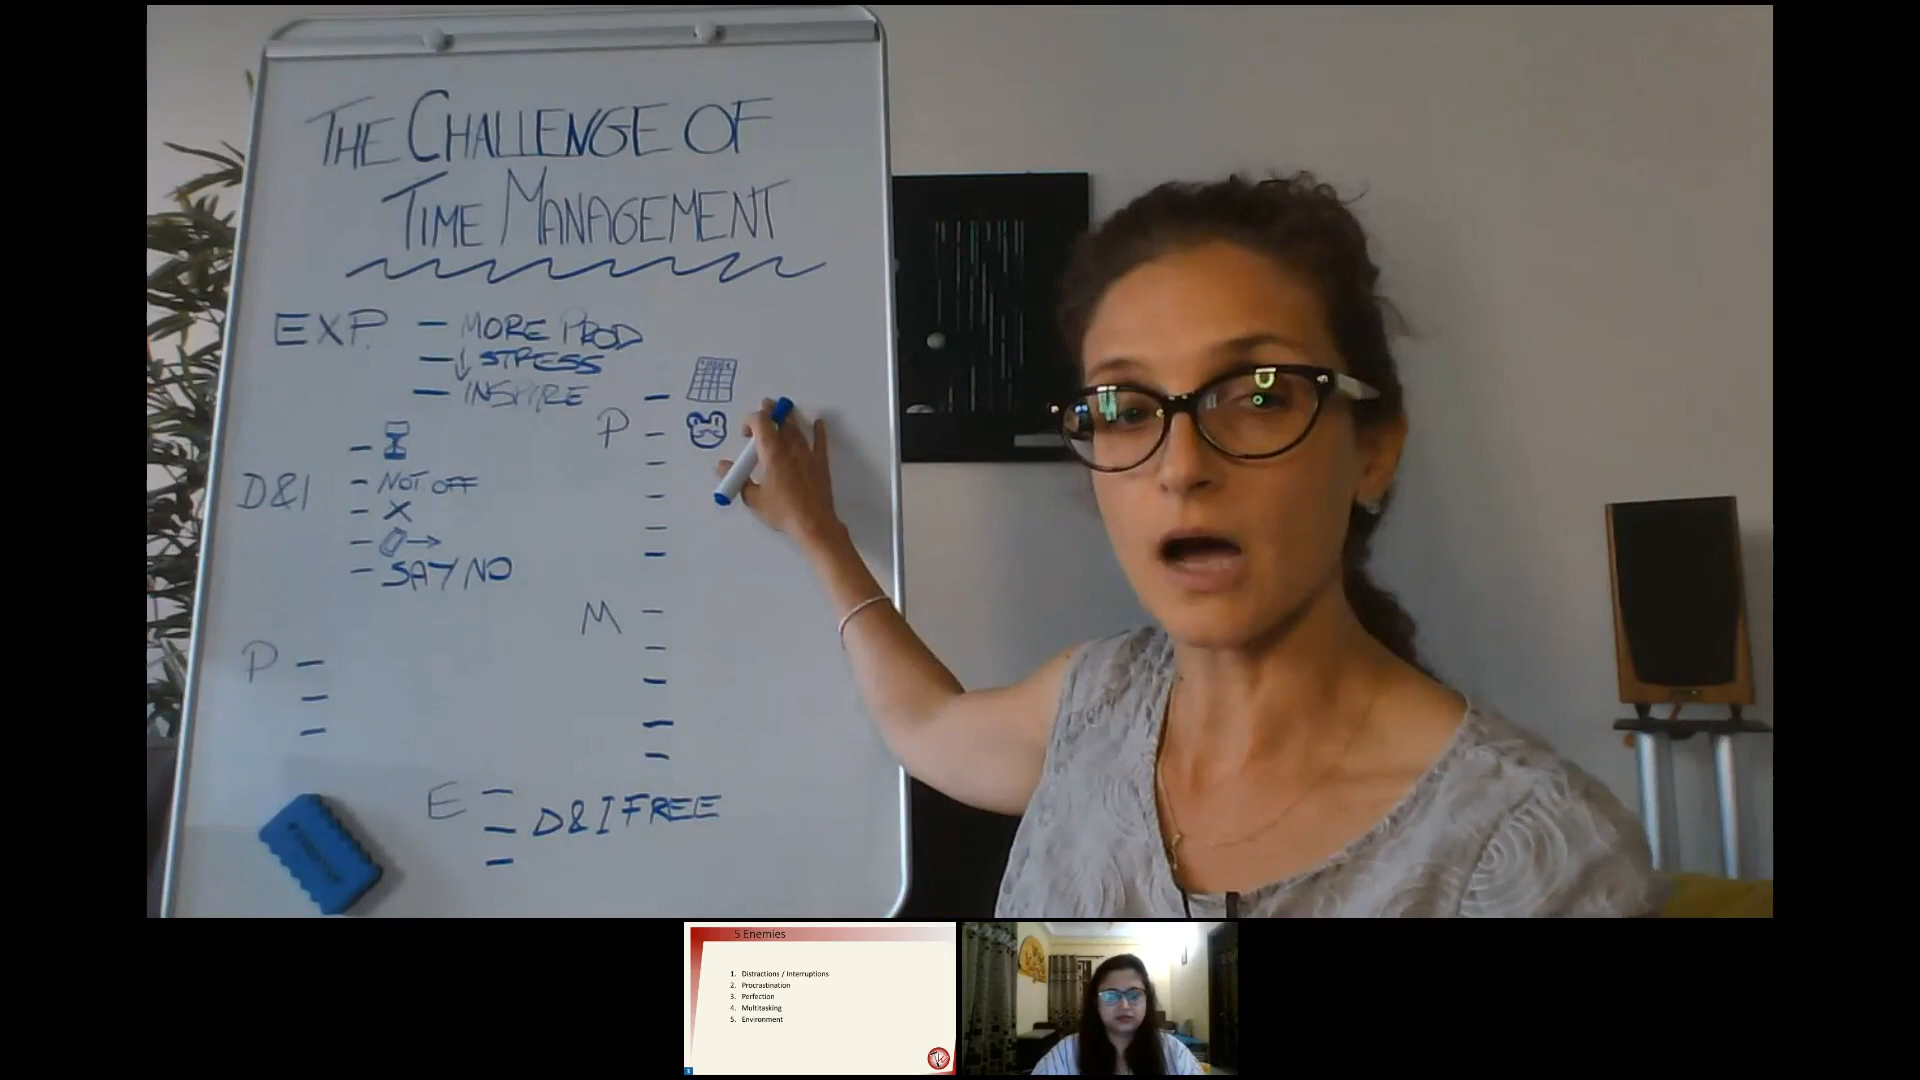 THE CHALLENGE OF
TIME MANAGEMENT
EXP. - MORE PROD
- ↓ STRESS
- INSPIRE
D&I
- NOT. OFF
- X
- →
- SAY NO
P
M
P
E
D&I FREE
5 Enemies
1. Distractions / Interruptions
2. Procrastination
3. Perfection
4. Multitasking
5. Environment
3